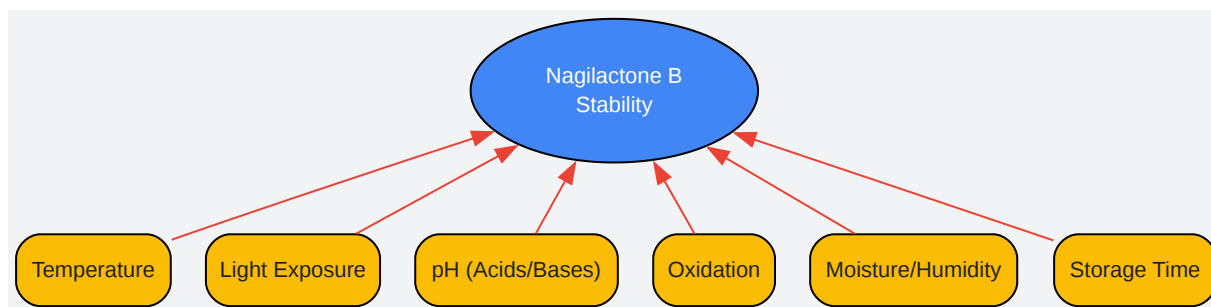 Nagilactone B
Stability
Temperature
Light Exposure
pH (Acids/Bases)
Oxidation
Moisture/Humidity
Storage Time